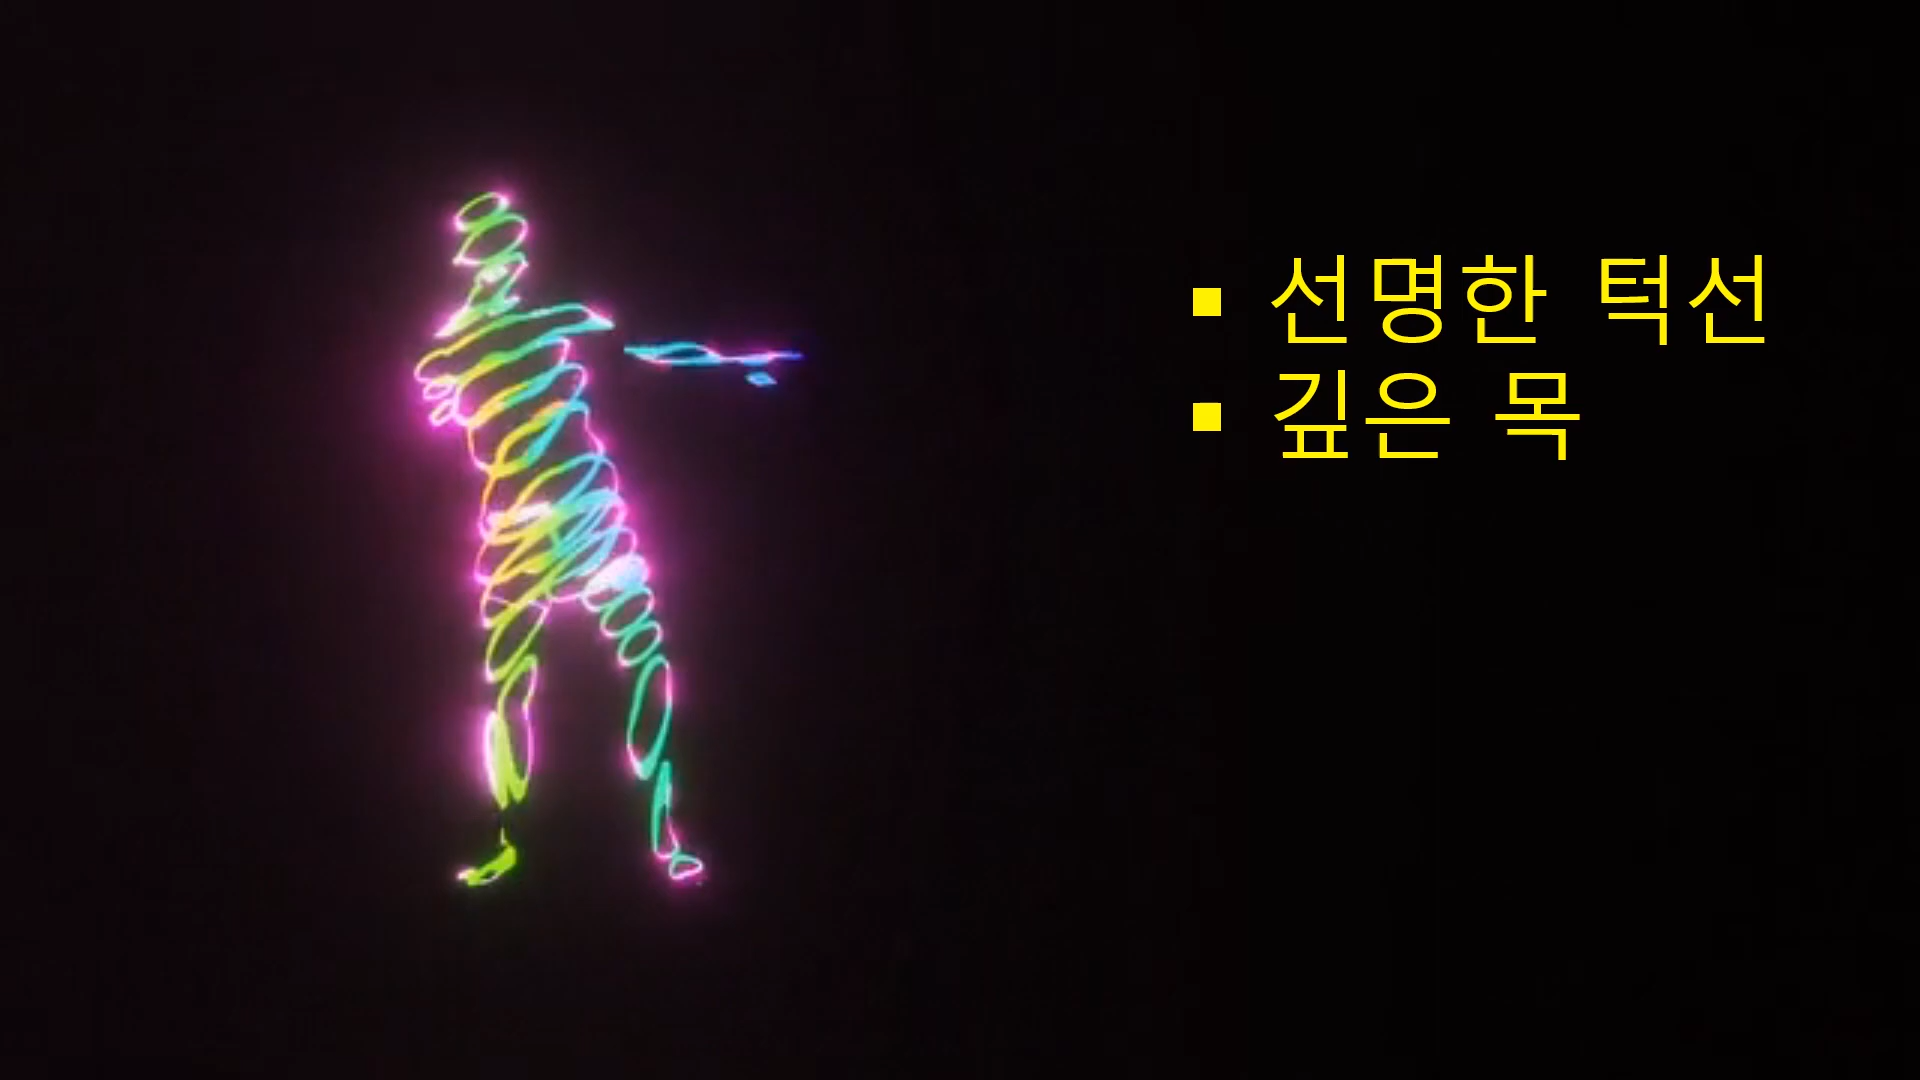 ▪ 선명한 턱선
▪ 깊은 목